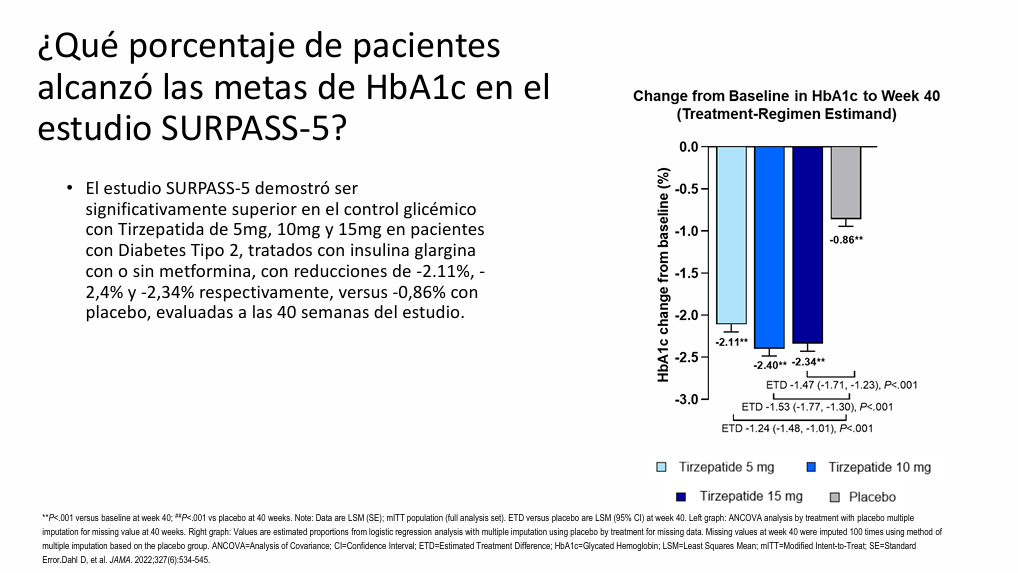 ¿Qué porcentaje de pacientes
alcanzó las metas de HbA1c en el
estudio SURPASS-5?
• El estudio SURPASS-5 demostró ser
significativamente superior en el control glicémico
con Tirzepatida de 5mg, 10mg y 15mg en pacientes
con Diabetes Tipo 2, tratados con insulina glargina
con o sin metformina, con reducciones de -2.11%, -
2,4% y -2,34% respectivamente, versus -0,86% con
placebo, evaluadas a las 40 semanas del estudio.
Change from Baseline in HbA1c to Week 40
(Treatment-Regimen Estimand)
HbA1c change from baseline (%)
0.0
-0.5
-1.0
-1.5
-2.0
-2.5
-3.0
-2.11**
-2.40**
-2.34**
-0.86**
ETD -1.47 (-1.71, -1.23), P<.001
ETD -1.53 (-1.77, -1.30), P<.001
ETD -1.24 (-1.48, -1.01), P<.001
Tirzepatide 5 mg
Tirzepatide 10 mg
Tirzepatide 15 mg
Placebo
**P<.001 versus baseline at week 40; ##P<.001 vs placebo at 40 weeks. Note: Data are LSM (SE); mITT population (full analysis set). ETD versus placebo are LSM (95% CI) at week 40. Left graph: ANCOVA analysis by treatment with placebo multiple
imputation for missing value at 40 weeks. Right graph: Values are estimated proportions from logistic regression analysis with multiple imputation using placebo by treatment for missing data. Missing values at week 40 were imputed 100 times using method of
multiple imputation based on the placebo group. ANCOVA=Analysis of Covariance; CI=Confidence Interval; ETD=Estimated Treatment Difference; HbA1c=Glycated Hemoglobin; LSM=Least Squares Mean; mITT=Modified Intent-to-Treat; SE=Standard
Error.Dahl D, et al. JAMA. 2022;327(6):534-545.